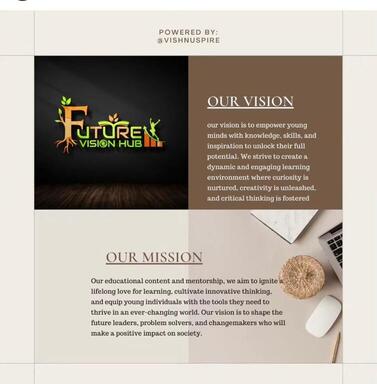 POWERED BY:
@VISHNUSPIRE
FUTURE
VISION HUB
OUR VISION
our vision is to empower young
minds with knowledge, skills, and
inspiration to unlock their full
potential. We strive to create a
dynamic and engaging learning
environment where curiosity is
nurtured, creativity is unleashed,
and critical thinking is fostered
OUR MISSION
Our educational content and mentorship, we aim to ignite a
lifelong love for learning, cultivate innovative thinking,
and equip young individuals with the tools they need to
thrive in an ever-changing world. Our vision is to shape the
future leaders, problem solvers, and changemakers who will
make a positive impact on society.